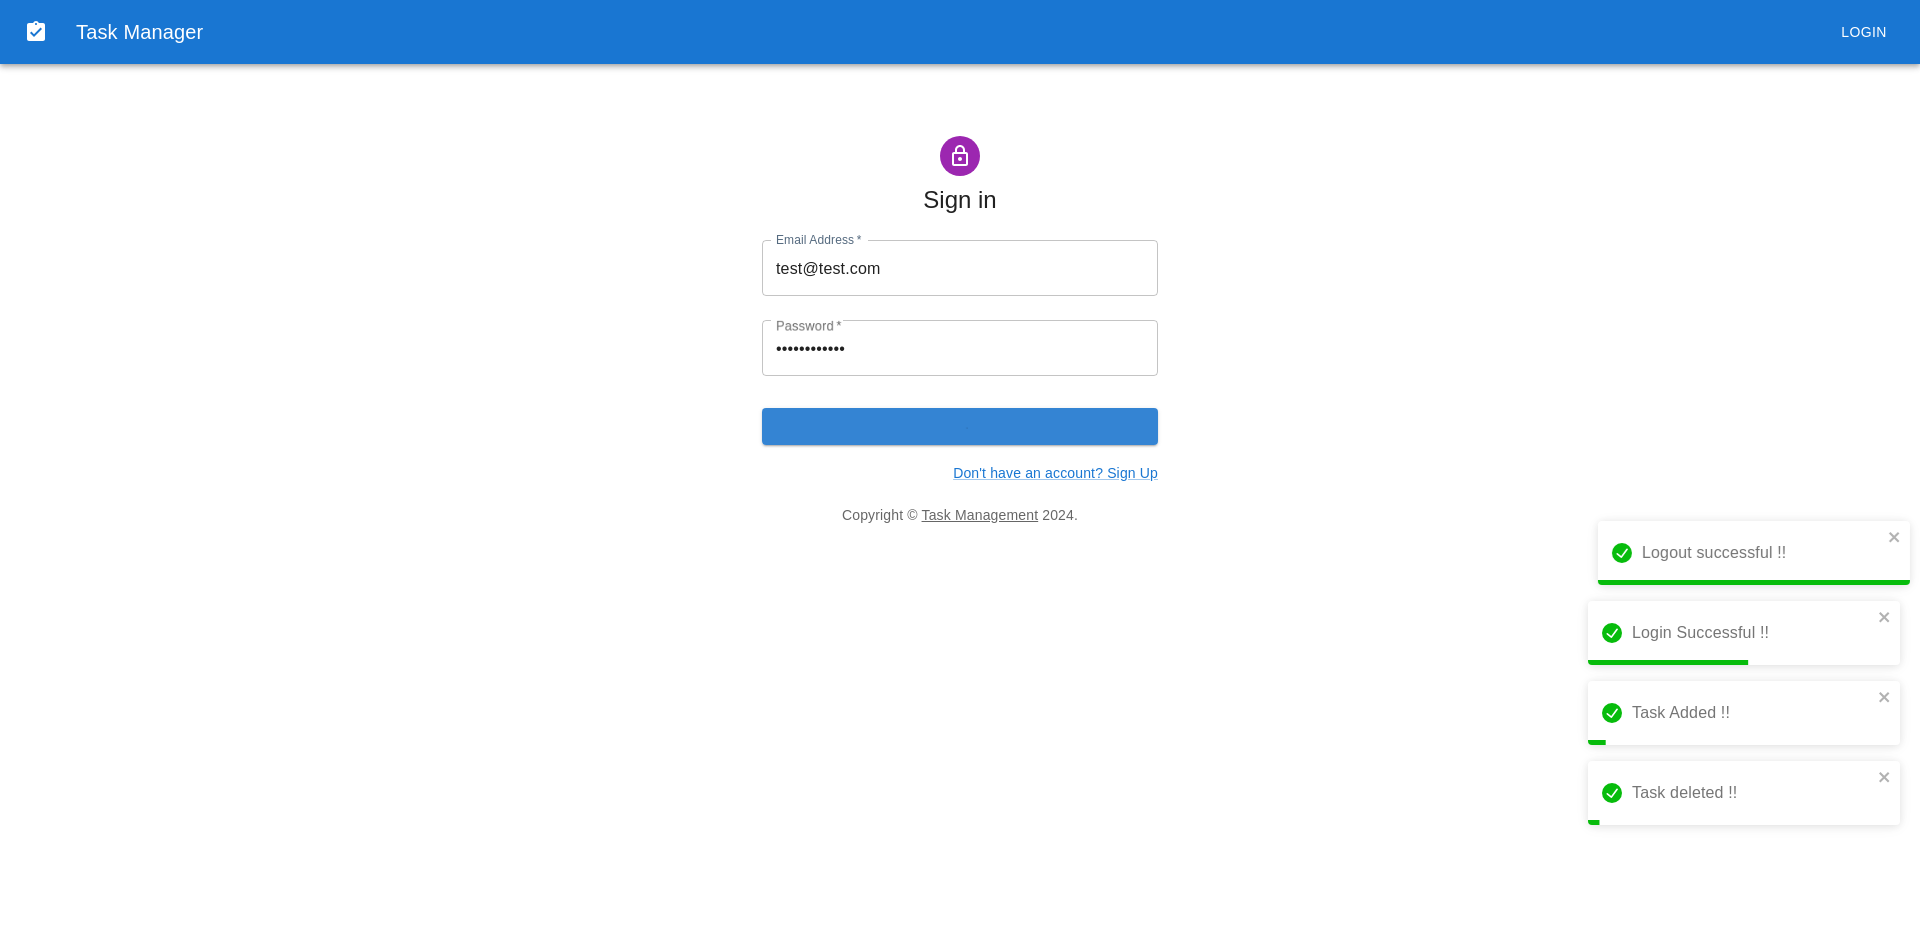 Task Manager
LOGIN
Sign in
Email Address *
test@test.com
Password *
••••••••••••
Don't have an account? Sign Up
Copyright © Task Management 2024.
Logout successful !!
Login Successful !!
Task Added !!
Task deleted !!